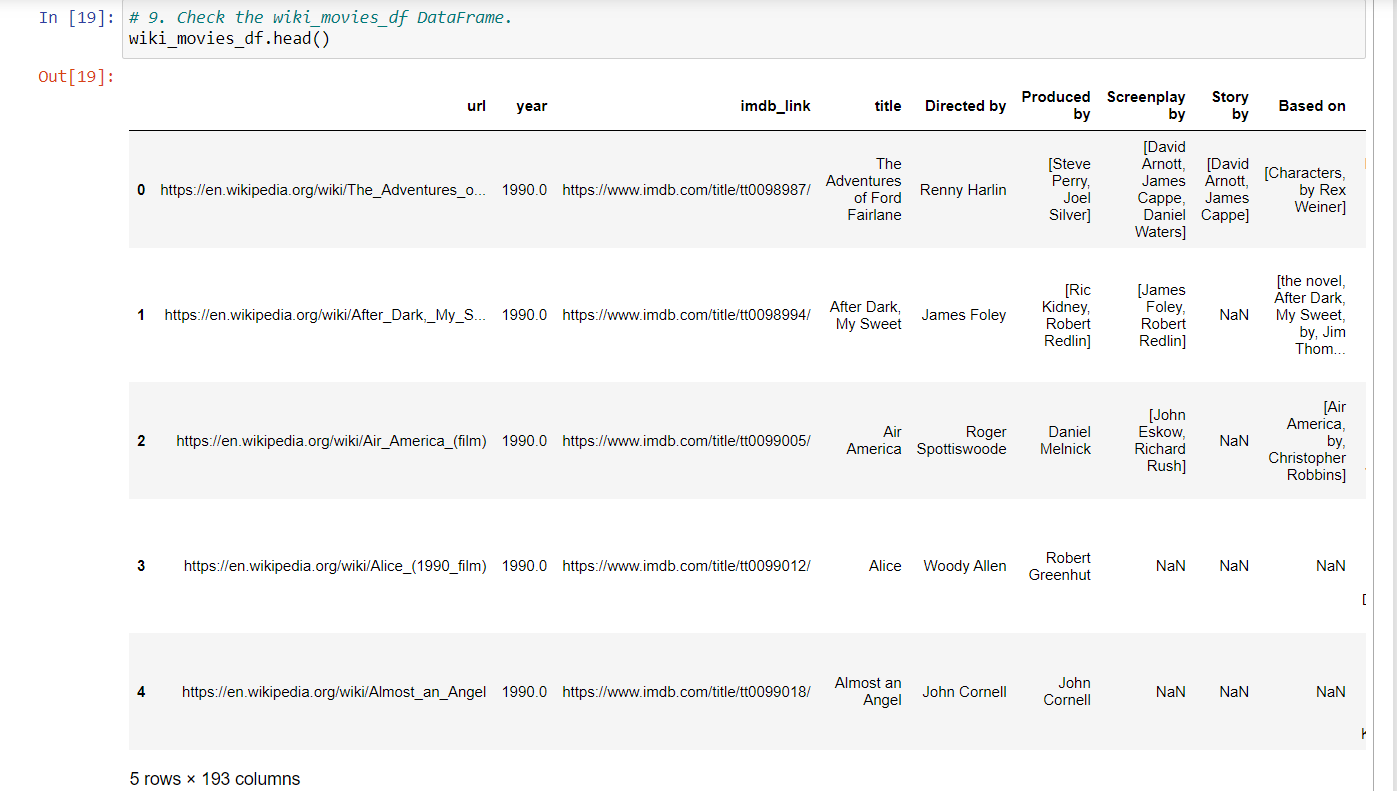 In [19]: # 9. Check the wiki_movies_df DataFrame.
wiki_movies_df.head()
Out[19]:
url year imdb_link title Directed by Produced by Screenplay by Story by Based on
0 https://en.wikipedia.org/wiki/The_Adventures_o... 1990.0 https://www.imdb.com/title/tt0098987/ The Adventures of Ford Fairlane Renny Harlin [Steve Perry, Joel Silver] [David Arnott, James Cappe, Daniel Waters] [David Arnott, James Cappe] [Characters, by Rex Weiner]
1 https://en.wikipedia.org/wiki/After_Dark,_My_S... 1990.0 https://www.imdb.com/title/tt0098994/ After Dark, My Sweet James Foley [Ric Kidney, Robert Redlin] [James Foley, Robert Redlin] NaN [the novel, After Dark, My Sweet, by, Jim Thom...
2 https://en.wikipedia.org/wiki/Air_America_(film) 1990.0 https://www.imdb.com/title/tt0099005/ Air America Roger Spottiswoode Daniel Melnick [John Eskow, Richard Rush] NaN [Air America, by, Christopher Robbins]
3 https://en.wikipedia.org/wiki/Alice_(1990_film) 1990.0 https://www.imdb.com/title/tt0099012/ Alice Woody Allen Robert Greenhut NaN NaN NaN
4 https://en.wikipedia.org/wiki/Almost_an_Angel 1990.0 https://www.imdb.com/title/tt0099018/ Almost an Angel John Cornell John Cornell NaN NaN NaN
5 rows × 193 columns